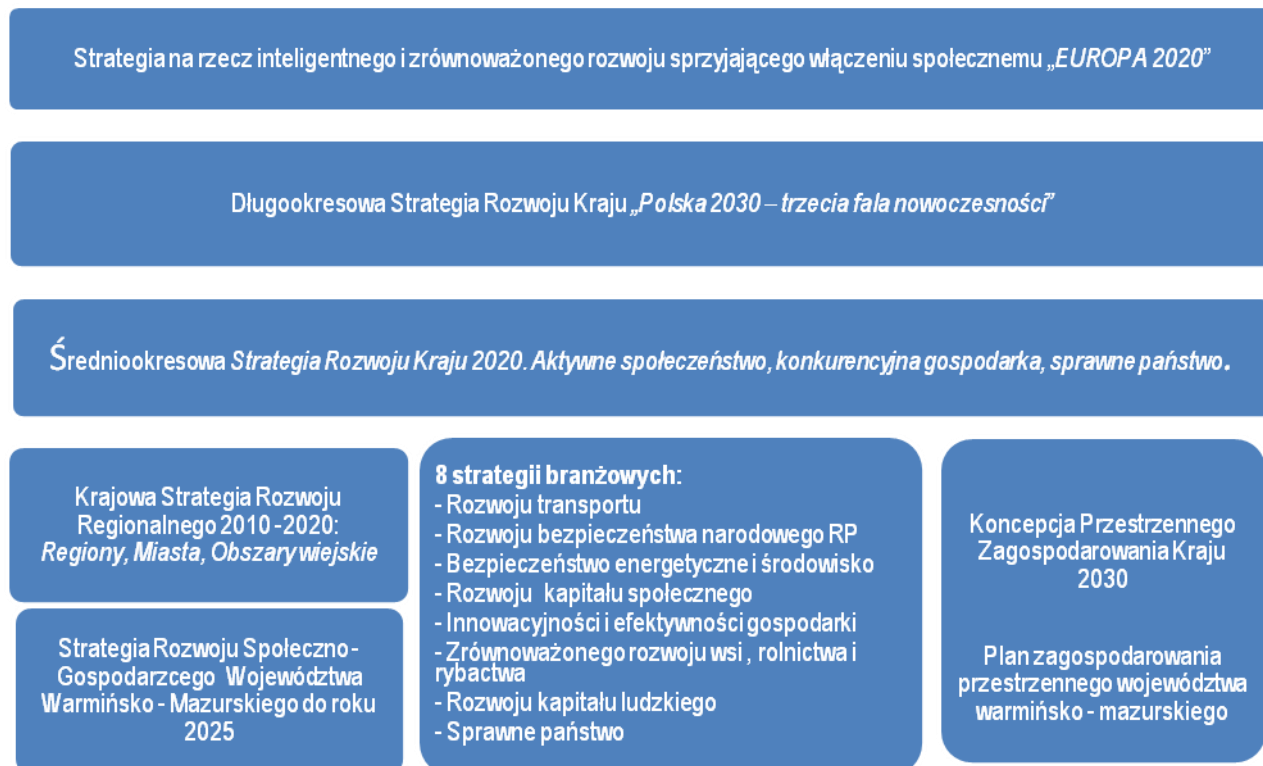 Strategia na rzecz inteligentnego i zrównoważonego rozwoju sprzyjającego włączeniu społecznemu „EUROPA 2020”
Długookresowa Strategia Rozwoju Kraju „Polska 2030 – trzecia fala nowoczesności”
Średniookresowa Strategia Rozwoju Kraju 2020. Aktywne społeczeństwo, konkurencyjna gospodarka, sprawne państwo.
Krajowa Strategia Rozwoju
Regionalnego 2010 -2020:
Regiony, Miasta, Obszary wiejskie
Strategia Rozwoju Społeczno -
Gospodarzcego Województwa
Warmińsko - Mazurskiego do roku
2025
8 strategii branżowych:
- Rozwoju transportu
- Rozwoju bezpieczeństwa narodowego RP
- Bezpieczeństwo energetyczne i środowisko
- Rozwoju kapitału społecznego
- Innowacyjności i efektywności gospodarki
- Zrównoważonego rozwoju wsi , rolnictwa i
rybactwa
- Rozwoju kapitału ludzkiego
- Sprawne państwo
Koncepcja Przestrzennego
Zagospodarowania Kraju
2030
Plan zagospodarowania
przestrzennego województwa
warmińsko - mazurskiego